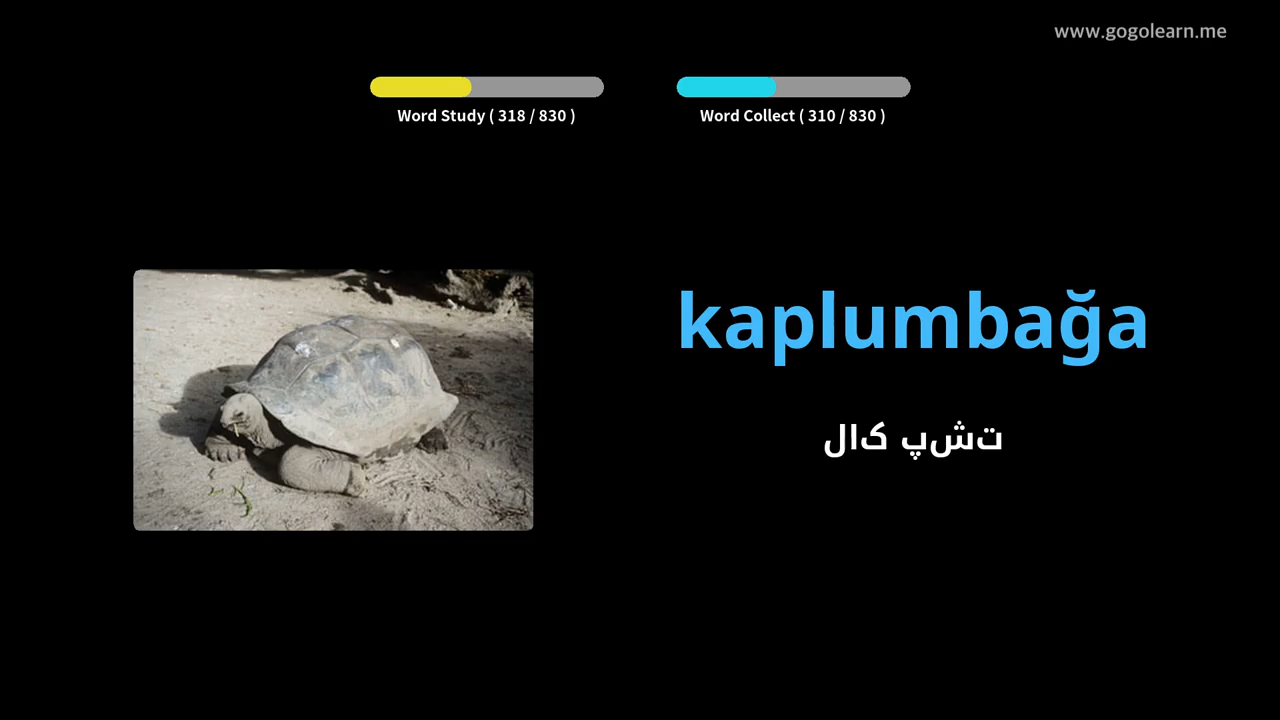 www.gogolearn.me
Word Study ( 318 / 830 )
Word Collect ( 310 / 830 )
kaplumbağa
تشپ کال